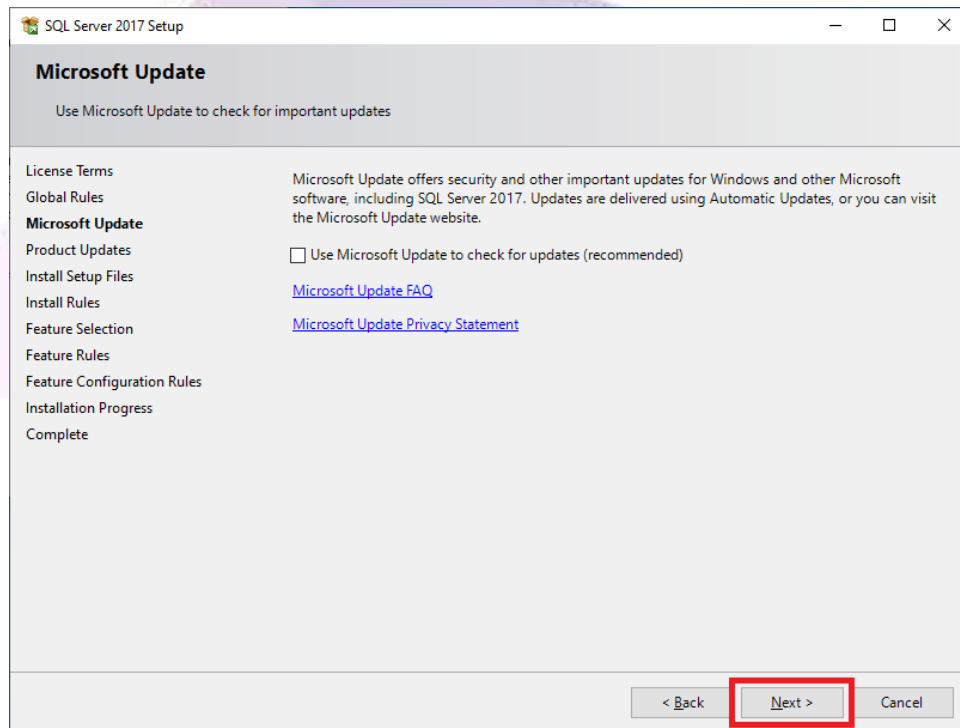 SQL Server 2017 Setup
Microsoft Update
Use Microsoft Update to check for important updates
License Terms
Global Rules
Microsoft Update
Product Updates
Install Setup Files
Install Rules
Feature Selection
Feature Rules
Feature Configuration Rules
Installation Progress
Complete
Microsoft Update offers security and other important updates for Windows and other Microsoft
software, including SQL Server 2017. Updates are delivered using Automatic Updates, or you can visit
the Microsoft Update website.
Use Microsoft Update to check for updates (recommended)
Microsoft Update FAQ
Microsoft Update Privacy Statement
< Back Next > Cancel